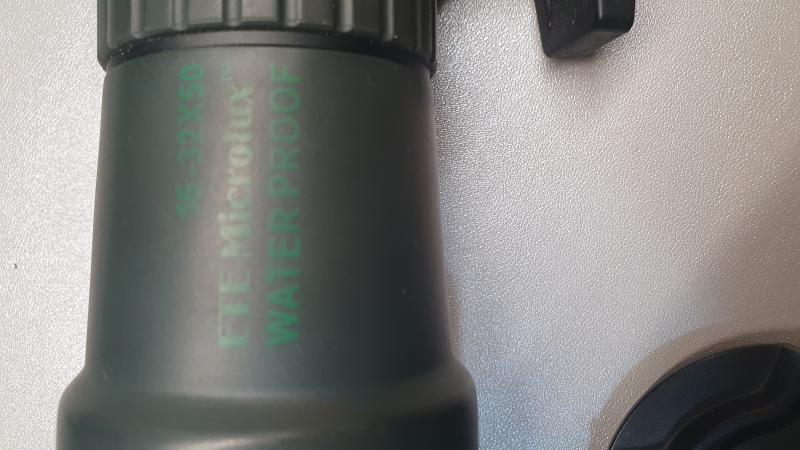 16-32X50
ETE Microlux™
WATER PROOF